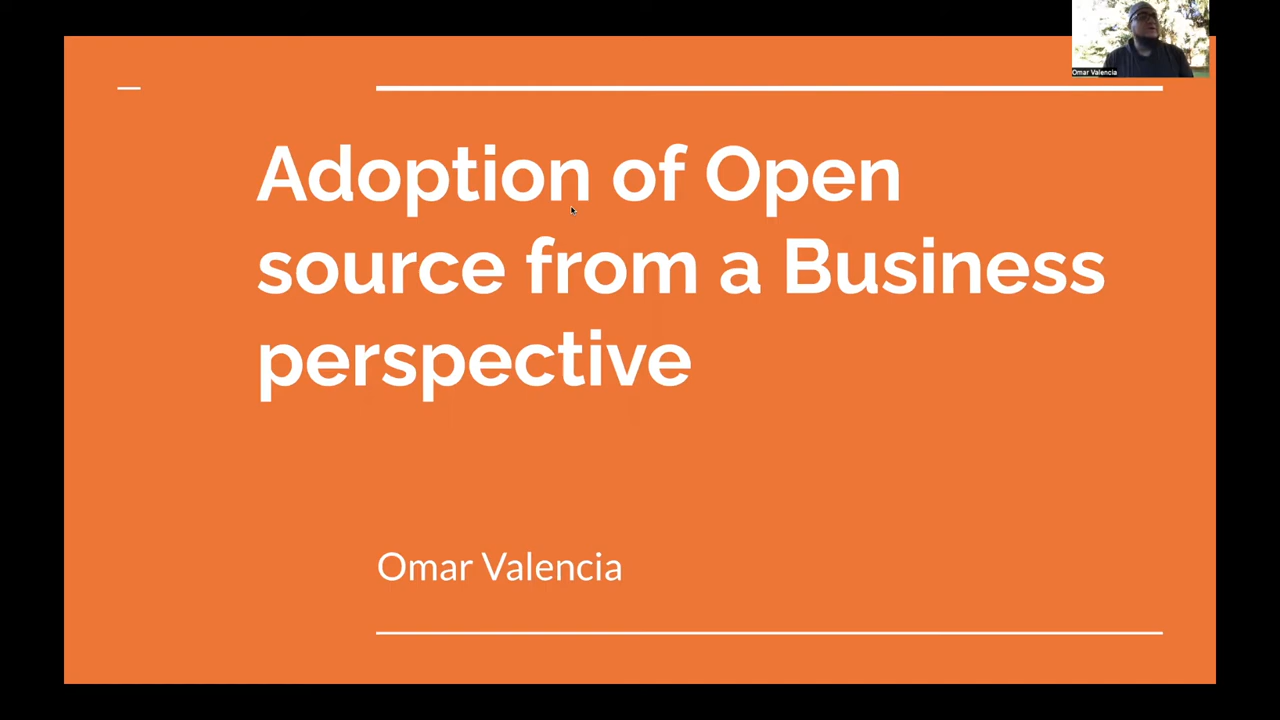 Omar Valencia
Adoption of Open
source from a Business
perspective
Omar Valencia